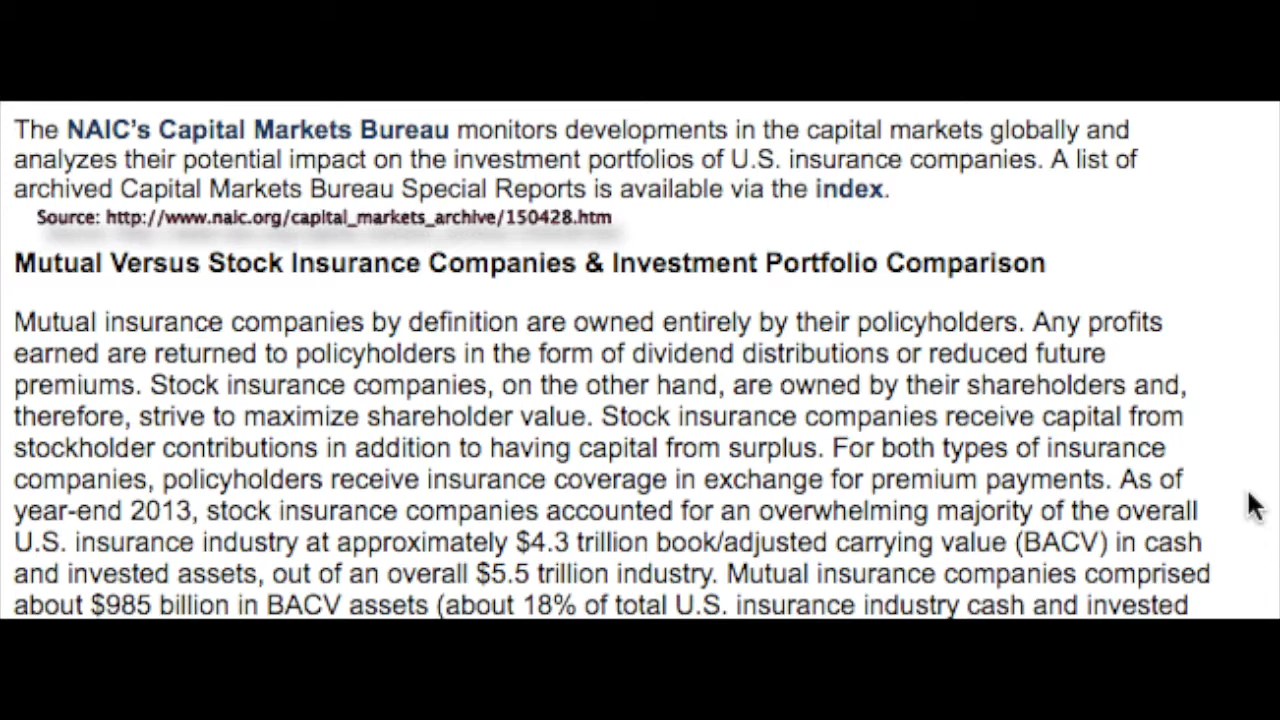 The NAIC's Capital Markets Bureau monitors developments in the capital markets globally and
analyzes their potential impact on the investment portfolios of U.S. insurance companies. A list of
archived Capital Markets Bureau Special Reports is available via the index.
Source: http://www.naic.org/capital_markets_archive/150428.htm
Mutual Versus Stock Insurance Companies & Investment Portfolio Comparison
Mutual insurance companies by definition are owned entirely by their policyholders. Any profits
earned are returned to policyholders in the form of dividend distributions or reduced future
premiums. Stock insurance companies, on the other hand, are owned by their shareholders and,
therefore, strive to maximize shareholder value. Stock insurance companies receive capital from
stockholder contributions in addition to having capital from surplus. For both types of insurance
companies, policyholders receive insurance coverage in exchange for premium payments. As of
year-end 2013, stock insurance companies accounted for an overwhelming majority of the overall
U.S. insurance industry at approximately $4.3 trillion book/adjusted carrying value (BACV) in cash
and invested assets, out of an overall $5.5 trillion industry. Mutual insurance companies comprised
about $985 billion in BACV assets (about 18% of total U.S. insurance industry cash and invested